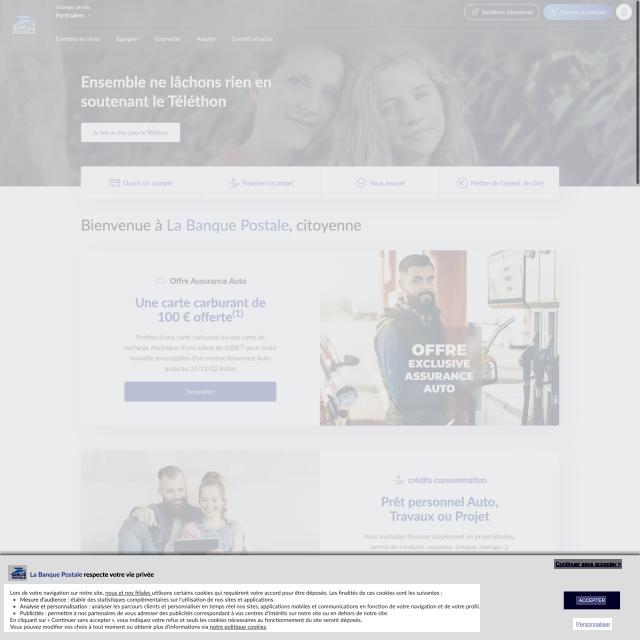 Changer de site
Particuliers
Solutions citoyennes
Ouvrir un compte
LA
BANQUE
POSTALE
Comptes et cartes
Épargner
Emprunter
Assurer
Conseils et actus
Ensemble ne lâchons rien en
soutenant le Téléthon
Je fais un don pour le Téléthon
Ouvrir un compte
Financer un projet
Vous assurer
Mettre de l'argent de côté
Bienvenue à La Banque Postale, citoyenne
Offre Assurance Auto
Une carte carburant de
100 € offerte(1)
Profitez d'une carte carburant ou une carte de
recharge électrique d'une valeur de 100€(1) pour toute
nouvelle souscription d'un contrat Assurance Auto
jusqu'au 31/12/22 inclus
J'en profite !
OFFRE
EXCLUSIVE
ASSURANCE
AUTO
crédits consommation
Prêt personnel Auto,
Travaux ou Projet
Vous souhaitez financer simplement un projet (études,
permis de conduire, vacances, travaux, mariage...),
Continuer sans accepter >
La Banque Postale respecte votre vie privée
Lors de votre navigation sur notre site, nous et nos filiales utilisons certains cookies qui requièrent votre accord pour être déposés. Les finalités de ces cookies sont les suivantes :
• Mesure d'audience : établir des statistiques complémentaires sur l'utilisation de nos sites et applications.
• Analyse et personnalisation : analyser les parcours clients et personnaliser en temps réel nos sites, applications mobiles et communications en fonction de votre navigation et de votre profil.
• Publicités : permettre à nos partenaires de vous adresser des publicités correspondant à vos centres d'intérêts sur notre site ou en dehors de notre site.
En cliquant sur « Continuer sans accepter », vous indiquez votre refus et seuls les cookies nécessaires au fonctionnement du site seront déposés.
Vous pouvez modifier vos choix à tout moment ou obtenir plus d'informations via notre politique cookies.
ACCEPTER
Personnaliser